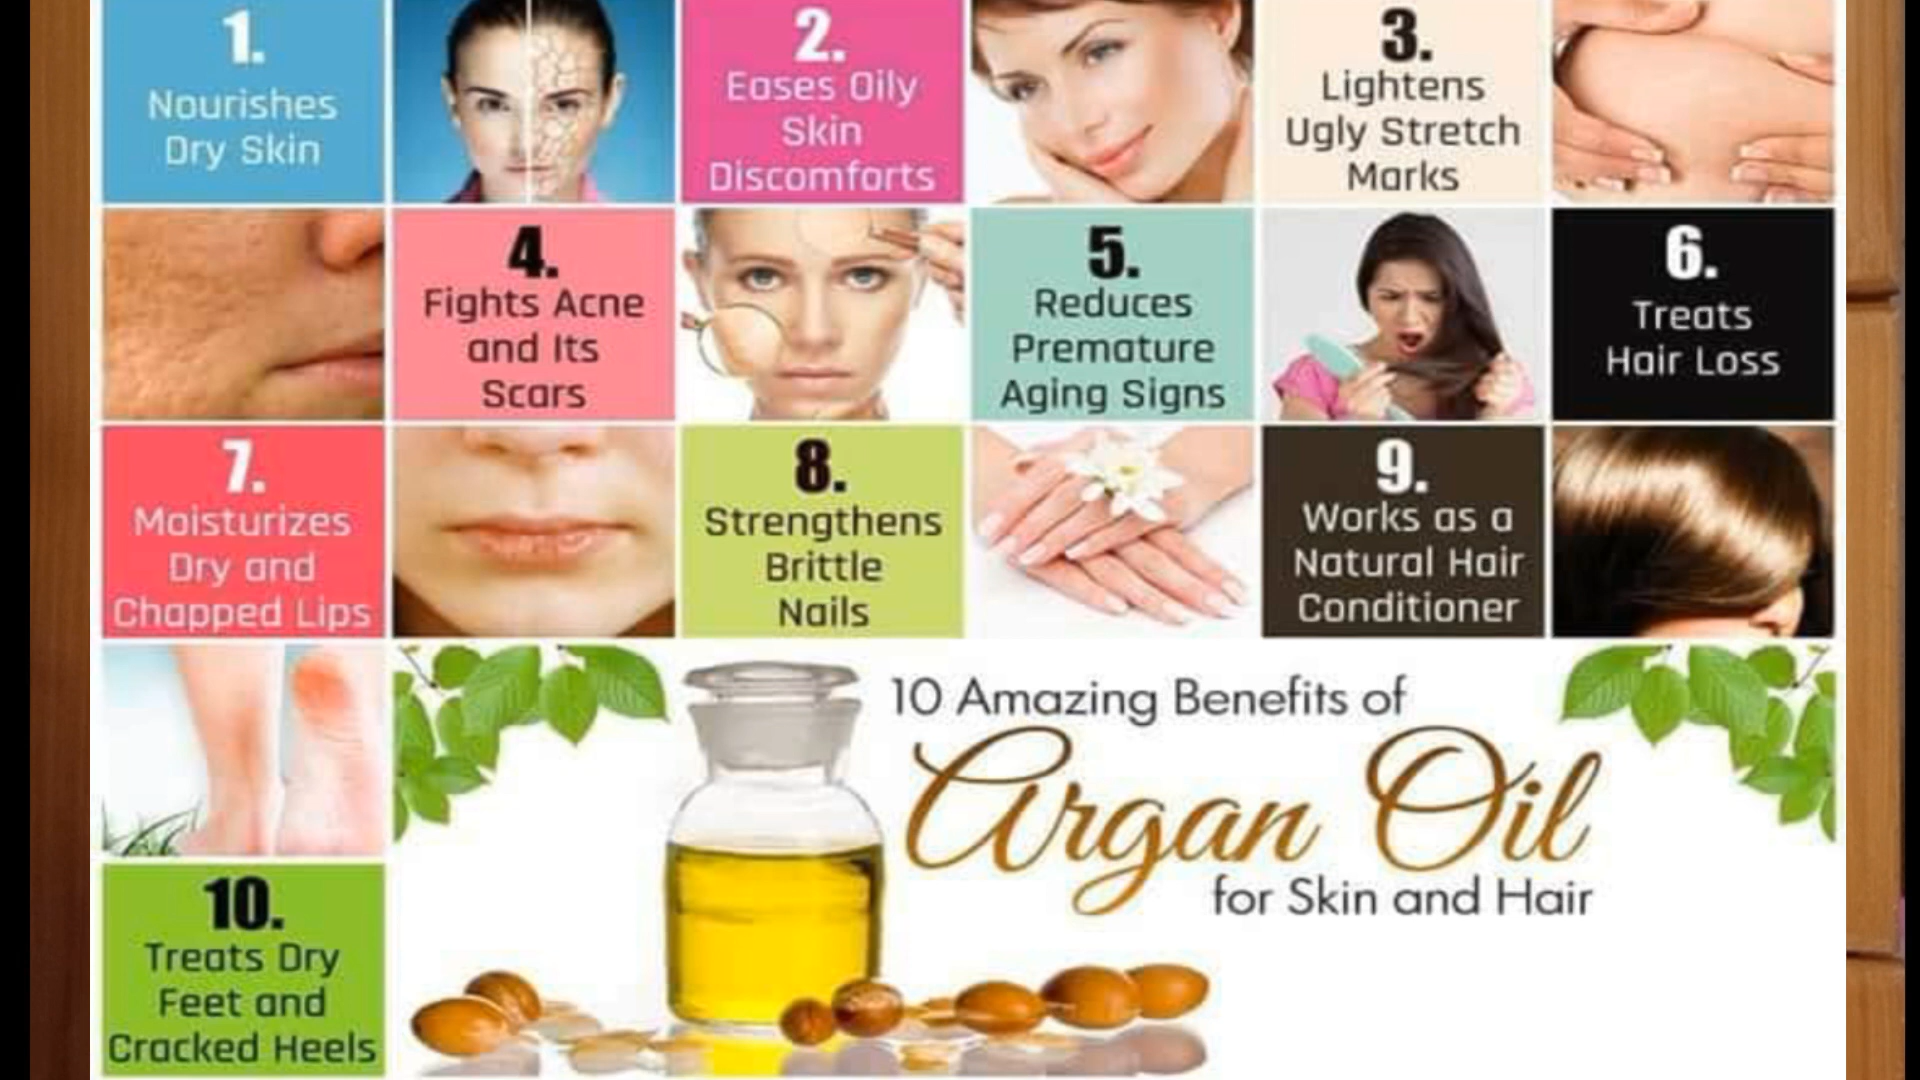 1.
Nourishes
Dry Skin
2.
Eases Oily
Skin
Discomforts
3.
Lightens
Ugly Stretch
Marks
4.
Fights Acne
and Its
Scars
5.
Reduces
Premature
Aging Signs
6.
Treats
Hair Loss
7.
Moisturizes
Dry and
Chapped Lips
8.
Strengthens
Brittle
Nails
9.
Works as a
Natural Hair
Conditioner
10 Amazing Benefits of
Argan Oil
for Skin and Hair
10.
Treats Dry
Feet and
Cracked Heels